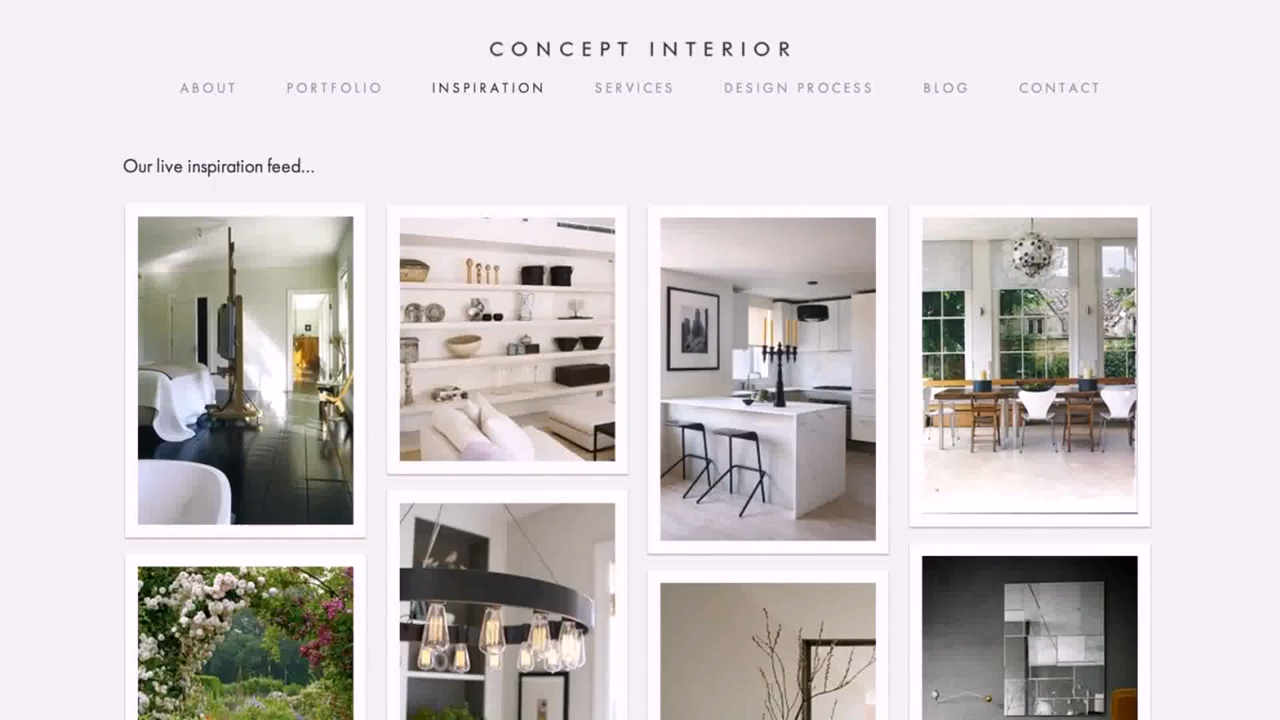 CONCEPT INTERIOR
ABOUT PORTFOLIO INSPIRATION SERVICES DESIGN PROCESS BLOG CONTACT
Our live inspiration feed...